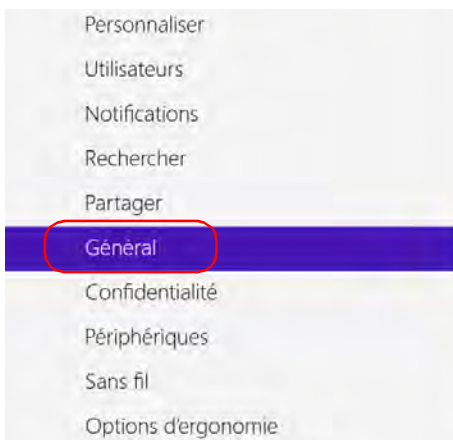 Personnaliser
Utilisateurs
Notifications
Rechercher
Partager
Général
Confidentialité
Périphériques
Sans fil
Options d'ergonomie